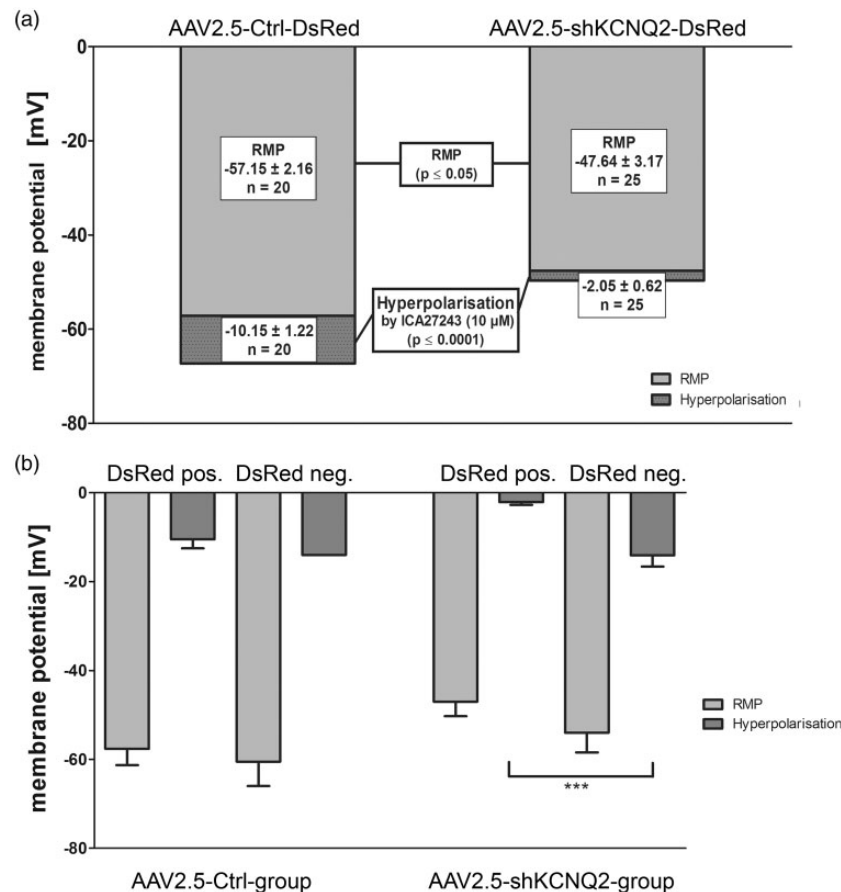 (a)
AAV2.5-Ctrl-DsRed
AAV2.5-shKCNQ2-DsRed
membrane potential [mV]
0
-20
-40
-60
-80
RMP
-57.15 ± 2.16
n = 20
RMP
(p ≤ 0.05)
RMP
-47.64 ± 3.17
n = 25
-10.15 ± 1.22
n = 20
Hyperpolarisation
by ICA27243 (10 µM)
(p ≤ 0.0001)
-2.05 ± 0.62
n = 25
RMP
Hyperpolarisation
(b)
DsRed pos. DsRed neg.
DsRed pos. DsRed neg.
membrane potential [mV]
0
-20
-40
-60
-80
***
RMP
Hyperpolarisation
AAV2.5-Ctrl-group
AAV2.5-shKCNQ2-group